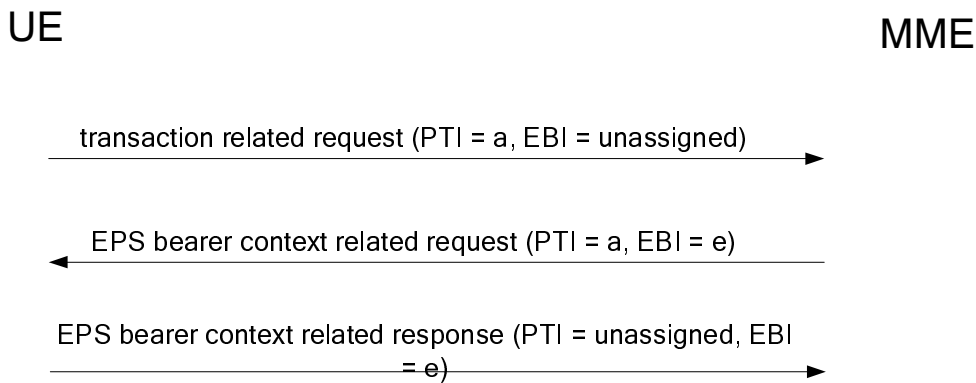 UE
MME
transaction related request (PTI = a, EBI = unassigned)
EPS bearer context related request (PTI = a, EBI = e)
EPS bearer context related response (PTI = unassigned, EBI
= e)